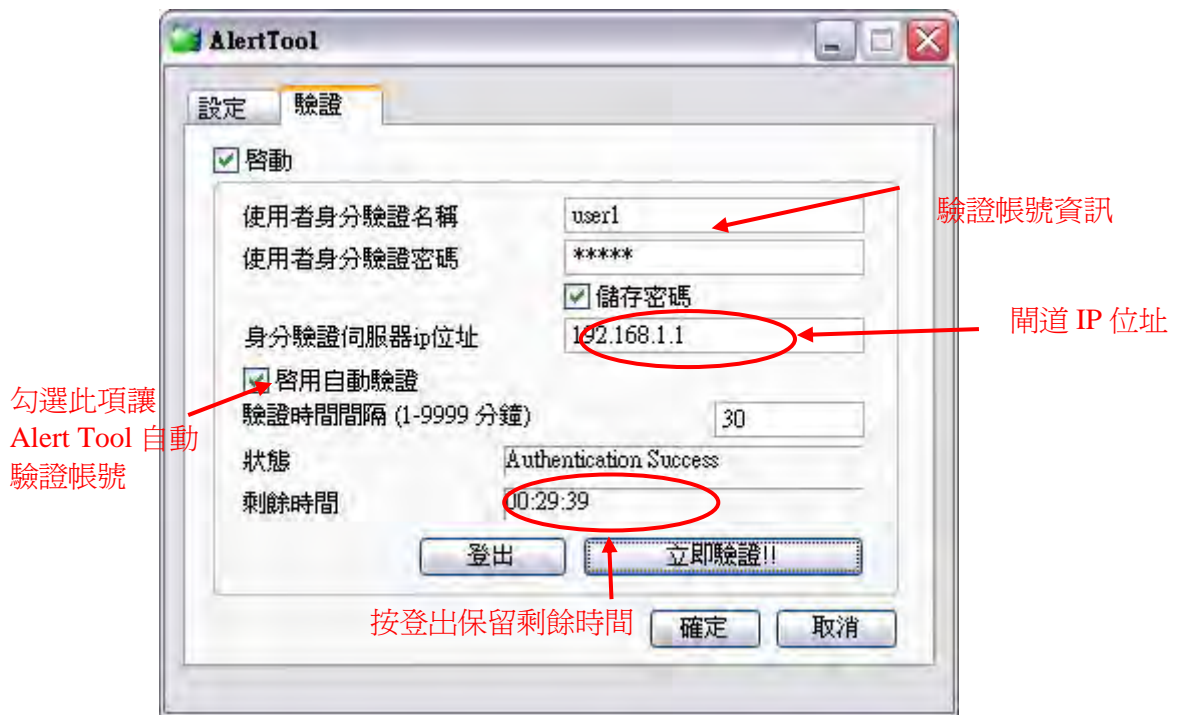 AlertTool
設定 驗證
啓動
使用者身分驗證名稱 user1
驗證帳號資訊
使用者身分驗證密碼 *****
儲存密碼
身分驗證伺服器ip位址 192.168.1.1
閘道 IP 位址
啓用自動驗證
勾選此項讓
Alert Tool 自動
驗證帳號
驗證時間間隔 (1-9999 分鐘) 30
狀態 Authentication Success
剩餘時間 00:29:39
登出 立即驗證!!
按登出保留剩餘時間
確定 取消